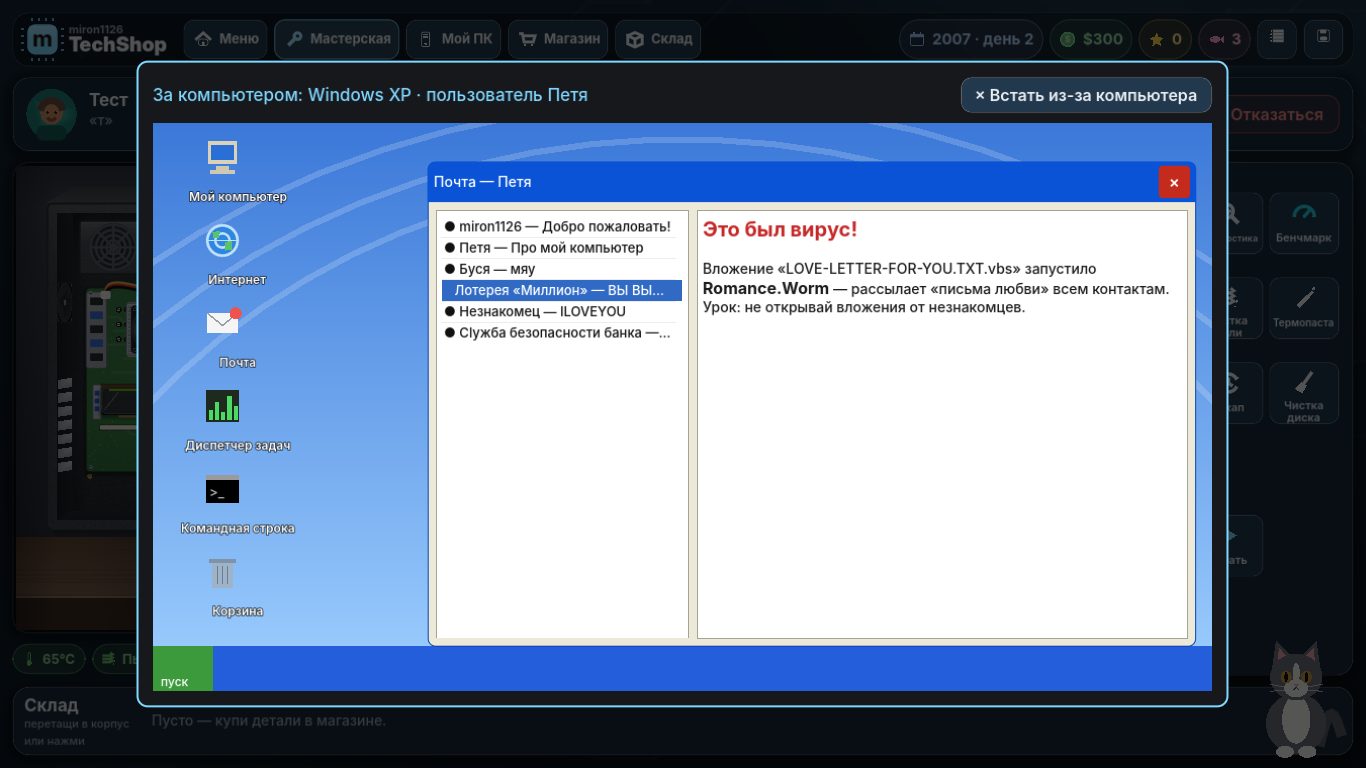 miron1126
TechShop
Меню
Мастерская
Мой ПК
Магазин
Склад
2007 · день 2
$300
0
3
Тест
«т»
Отказаться
За компьютером: Windows XP · пользователь Петя
× Встать из-за компьютера
Мой компьютер
Интернет
Почта
Диспетчер задач
Командная строка
Корзина
Почта — Петя
×
miron1126 — Добро пожаловать!
Петя — Про мой компьютер
Буся — мяу
Лотерея «Миллион» — ВЫ ВЫ...
Незнакомец — ILOVEYOU
Служба безопасности банка —...
Это был вирус!
Вложение «LOVE-LETTER-FOR-YOU.TXT.vbs» запустило
Romance.Worm — рассылает «письма любви» всем контактам.
Урок: не открывай вложения от незнакомцев.
пуск
Бенчмарк
Термопаста
Чистка
диска
65°C
Склад
перетащи в корпус
или нажми
Пусто — купи детали в магазине.